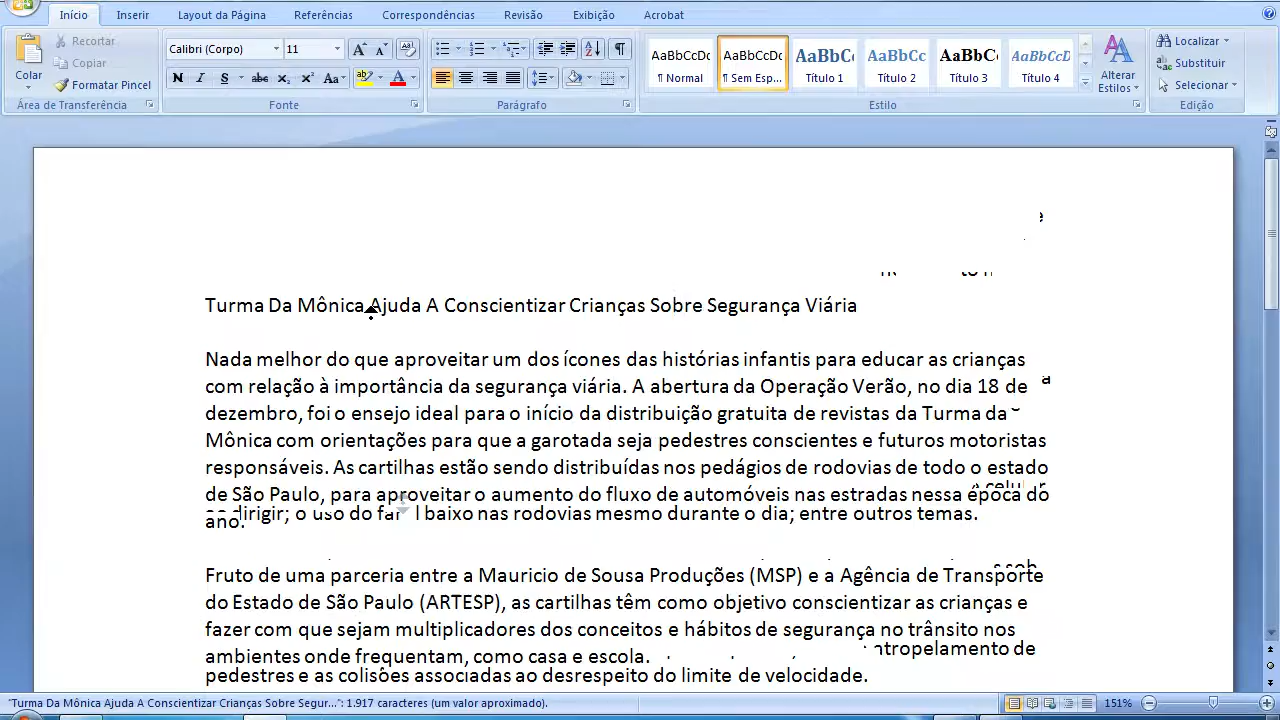 Início Inserir Layout da Página Referências Correspondências Revisão Exibição Acrobat
Colar
Recortar
Copiar
Formatar Pincel
Área de Transferência
Calibri (Corpo) 11
N I S abe x₂ x² Aa ab A
Fonte
Parágrafo
AaBbCcDc AaBbCcDc AaBbCc AaBbCc AaBbC AaBbCcD
¶ Normal ¶ Sem Esp... Título 1 Título 2 Título 3 Título 4
Alterar
Estilos
Estilo
Localizar
Substituir
Selecionar
Edição
Turma Da Mônica Ajuda A Conscientizar Crianças Sobre Segurança Viária
Nada melhor do que aproveitar um dos ícones das histórias infantis para educar as crianças
com relação à importância da segurança viária. A abertura da Operação Verão, no dia 18 de
dezembro, foi o ensejo ideal para o início da distribuição gratuita de revistas da Turma da
Mônica com orientações para que a garotada seja pedestres conscientes e futuros motoristas
responsáveis. As cartilhas estão sendo distribuídas nos pedágios de rodovias de todo o estado
de São Paulo, para aproveitar o aumento do fluxo de automóveis nas estradas nessa época do
dirigir; o uso do baixo nas rodovias mesmo durante o dia; entre outros temas.
ano.
Fruto de uma parceria entre a Mauricio de Sousa Produções (MSP) e a Agência de Transporte
do Estado de São Paulo (ARTESP), as cartilhas têm como objetivo conscientizar as crianças e
fazer com que sejam multiplicadores dos conceitos e hábitos de segurança no trânsito nos
ambientes onde frequentam, como casa e escola. ntropelamento de
pedestres e as colisões associadas ao desrespeito do limite de velocidade.
"Turma Da Mônica Ajuda A Conscientizar Crianças Sobre Segur...": 1.917 caracteres (um valor aproximado). 151%